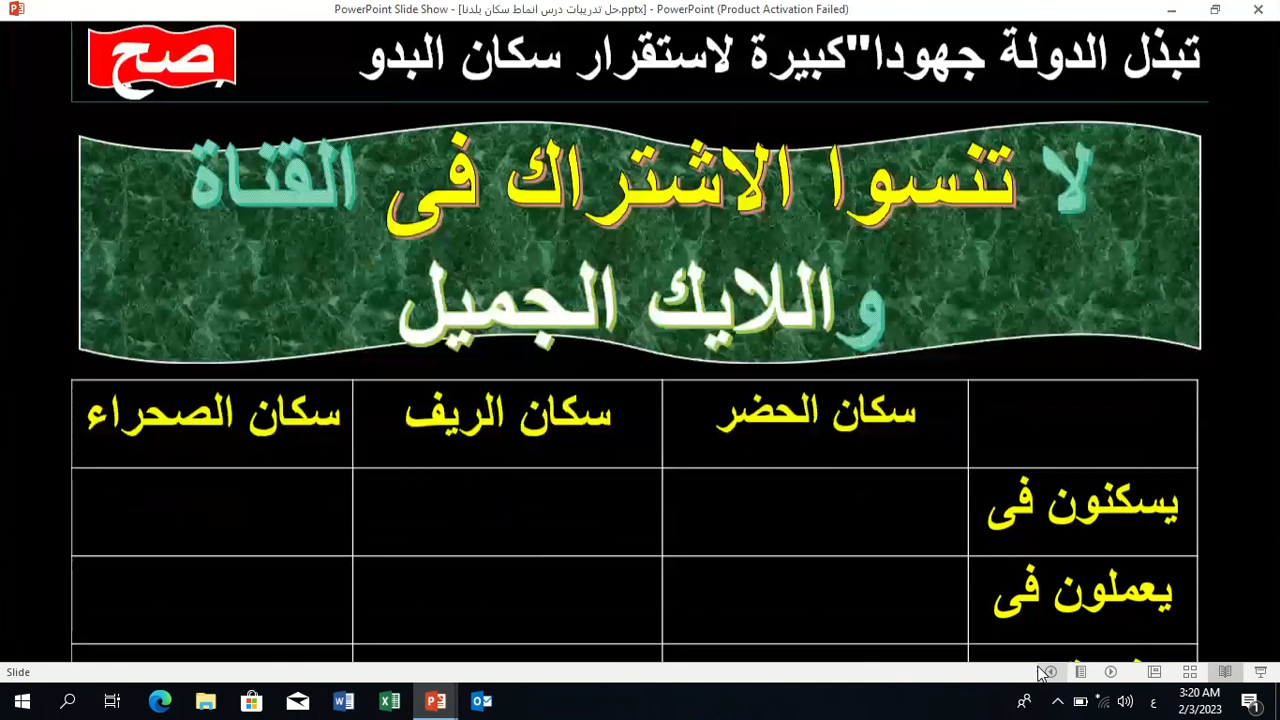 PowerPoint Slide Show - [حل تدريبات درس انماط سكان بلدنا.pptx] - PowerPoint (Product Activation Failed)
تبذل الدولة جهودا"كبيرة لاستقرار سكان البدو
صح
لا تنسوا الاشتراك فى القناة
واللايك الجميل
سكان الحضر سكان الريف سكان الصحراء
يسكنون فى
يعملون فى
Slide
ع
3:20 AM
2/3/2023
1